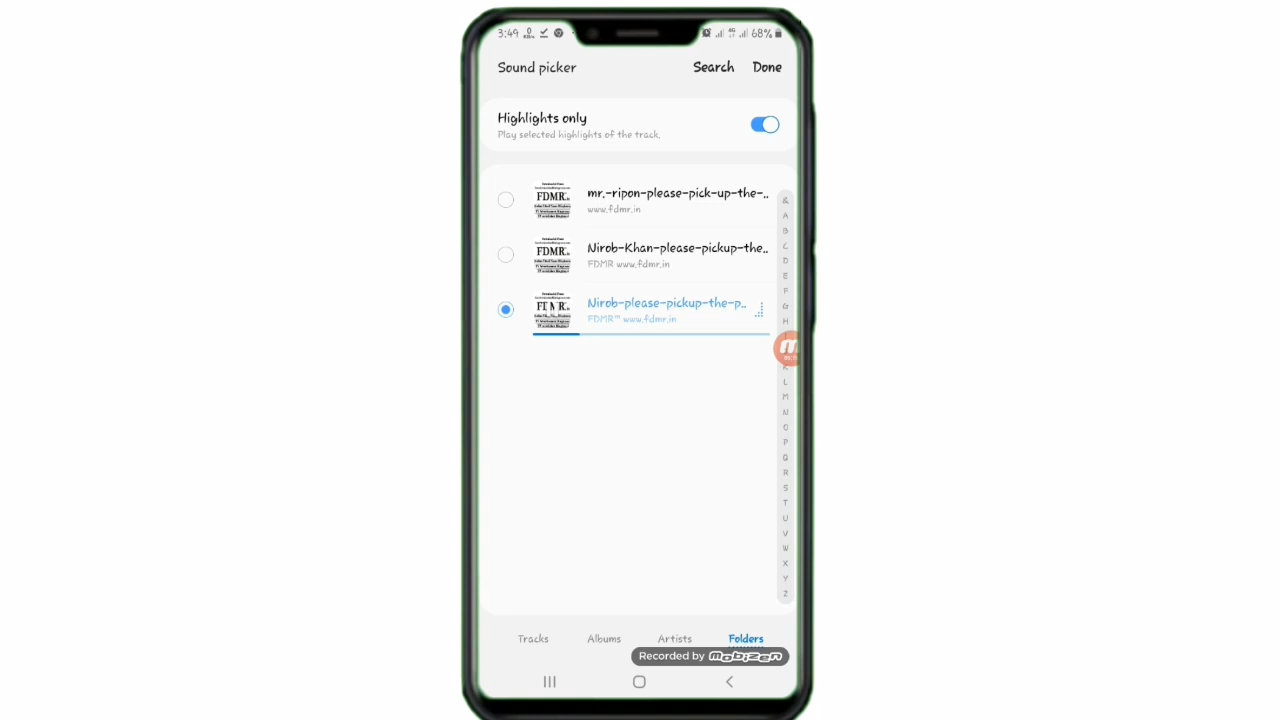 3:49
4G
68%
Sound picker
Search
Done
Highlights only
Play selected highlights of the track.
FDMR
mr.-ripon-please-pick-up-the-..
www.fdmr.in
FDMR
Nirob-Khan-please-pickup-the..
FDMR www.fdmr.in
Nirob-please-pickup-the-p..
FDMR™ www.fdmr.in
&
A
B
C
D
E
F
G
H
K
L
M
N
O
P
Q
R
S
T
U
V
W
X
Y
Z
Tracks
Albums
Artists
Folders
Recorded by mobizen